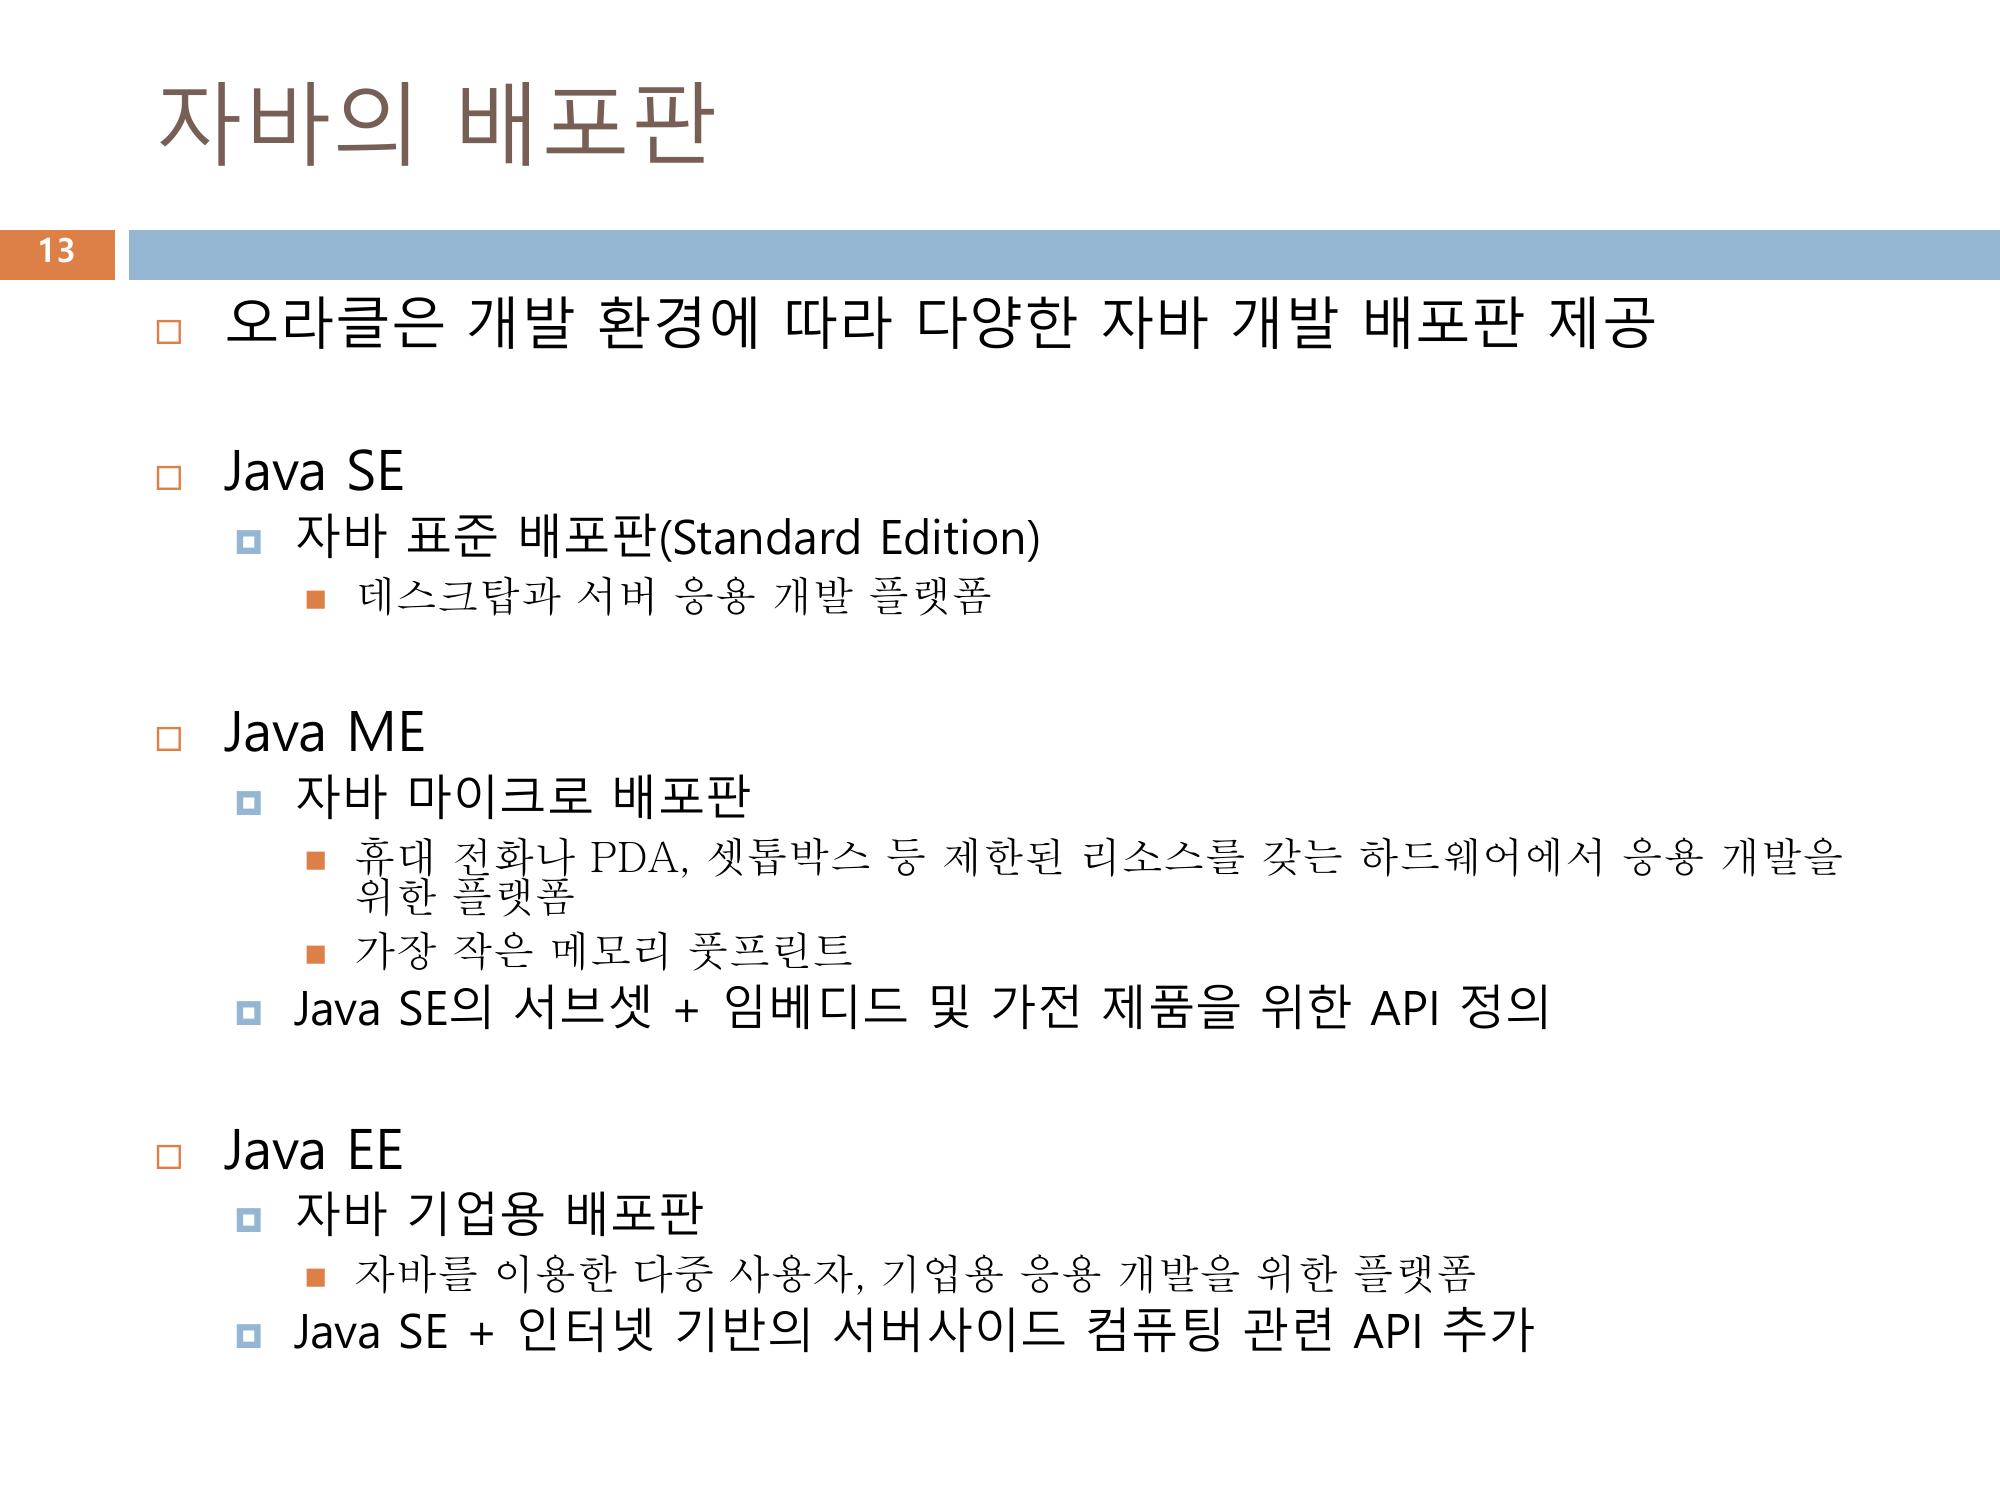 자바의 배포판
13
오라클은 개발 환경에 따라 다양한 자바 개발 배포판 제공
Java SE
자바 표준 배포판(Standard Edition)
데스크탑과 서버 응용 개발 플랫폼
Java ME
자바 마이크로 배포판
휴대 전화나 PDA, 셋톱박스 등 제한된 리소스를 갖는 하드웨어에서 응용 개발을
위한 플랫폼
가장 작은 메모리 풋프린트
Java SE의 서브셋 + 임베디드 및 가전 제품을 위한 API 정의
Java EE
자바 기업용 배포판
자바를 이용한 다중 사용자, 기업용 응용 개발을 위한 플랫폼
Java SE + 인터넷 기반의 서버사이드 컴퓨팅 관련 API 추가